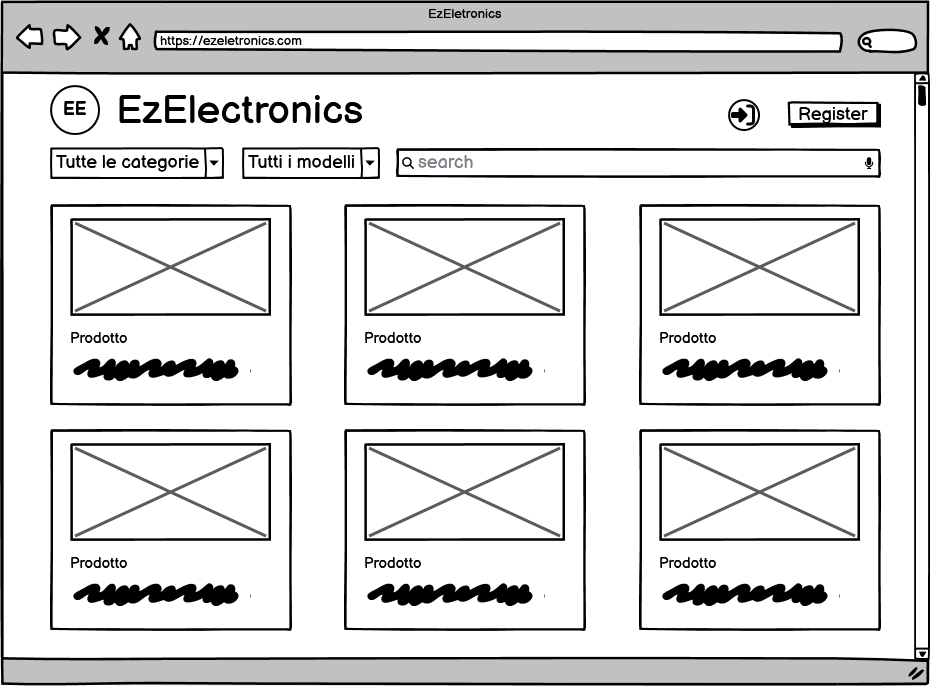 EzEletronics
https://ezeletronics.com
EE
EzElectronics
Register
Tutte le categorie
Tutti i modelli
search
Prodotto
Prodotto
Prodotto
Prodotto
Prodotto
Prodotto